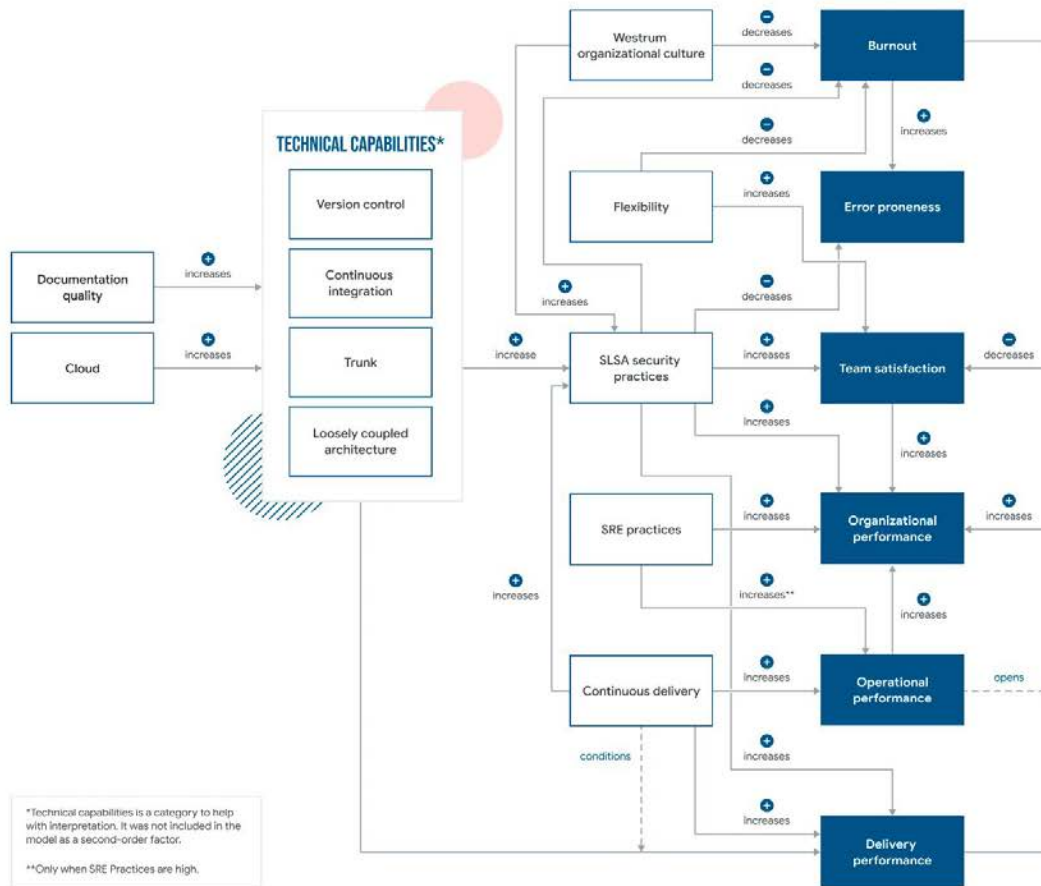 Westrum
organizational culture
decreases
Burnout
decreases
increases
TECHNICAL CAPABILITIES*
Version control
Continuous
integration
Trunk
Loosely coupled
architecture
decreases
Flexibility
increases
Error proneness
Documentation
quality
increases
Cloud
increases
increases
decreases
increase
SLSA security
practices
increases
Team satisfaction
decreases
increases
increases
SRE practices
increases
Organizational
performance
increases
increases
increases**
increases
Continuous delivery
increases
Operational
performance
opens
conditions
increases
increases
Delivery
performance
*Technical capabilities is a category to help
with interpretation. It was not included in the
model as a second-order factor.
**Only when SRE Practices are high.